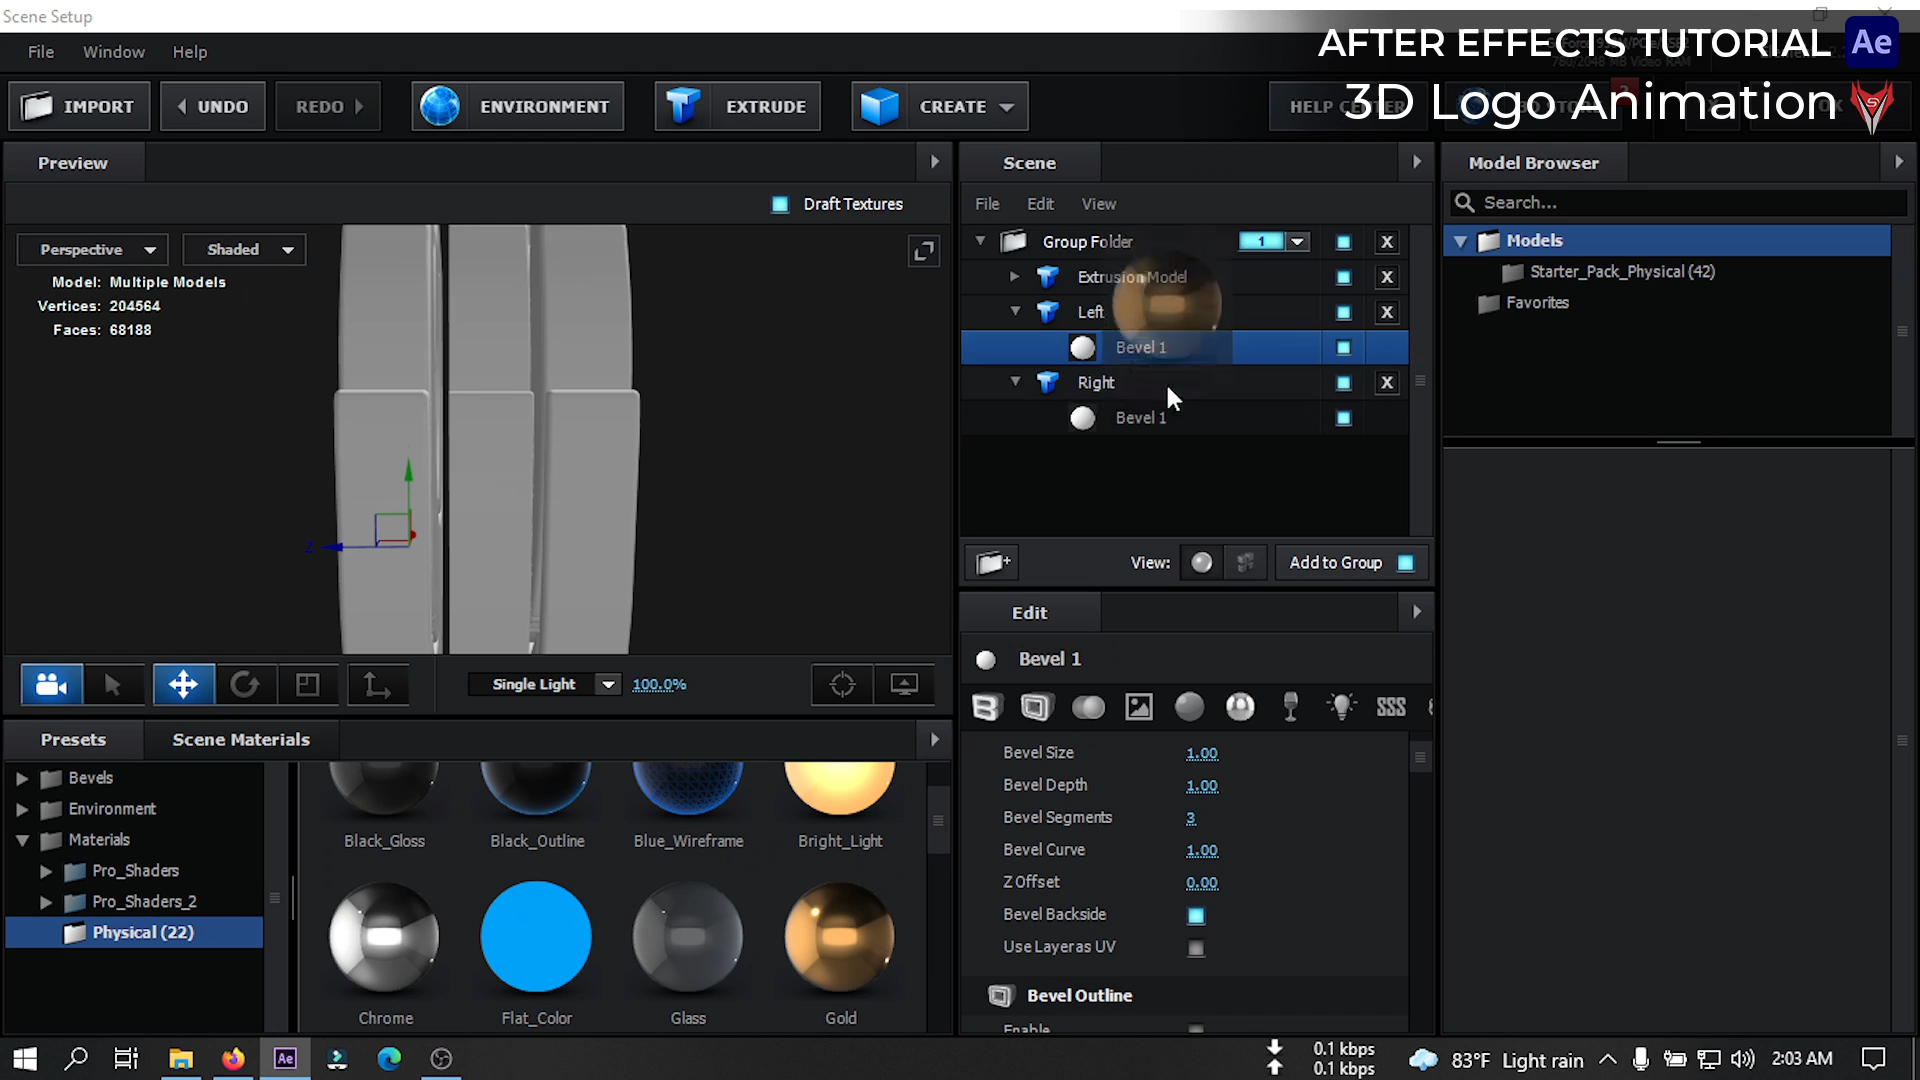 Scene Setup
AFTER EFFECTS TUTORIAL Ae
3D Logo Animation
File Window Help
IMPORT UNDO REDO ENVIRONMENT EXTRUDE CREATE HELP
Preview
Draft Textures
Perspective Shaded
Model: Multiple Models
Vertices: 204564
Faces: 68188
Z
Single Light 100.0%
Scene
File Edit View
Group Folder 1 X
Extrusion Model X
Left X
Bevel 1
Right X
Bevel 1
View: Add to Group
Edit
Bevel 1
SSS
Bevel Size 1.00
Bevel Depth 1.00
Bevel Segments 3
Bevel Curve 1.00
Z Offset 0.00
Bevel Backside
Use Layeras UV
Bevel Outline
Enable
Model Browser
Search...
Models
Starter_Pack_Physical (42)
Favorites
Presets Scene Materials
Bevels
Environment
Materials
Pro_Shaders
Pro_Shaders_2
Physical (22)
Black_Gloss Black_Outline Blue_Wireframe Bright_Light
Chrome Flat_Color Glass Gold
Ae
0.1 kbps
0.1 kbps
83°F Light rain
2:03 AM